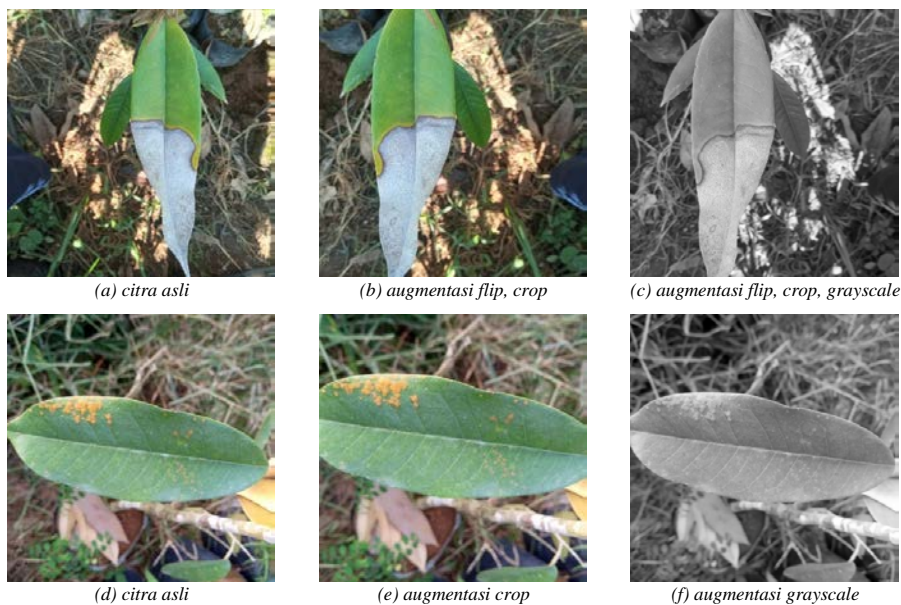 (a) citra asli
(b) augmentasi flip, crop
(c) augmentasi flip, crop, grayscale
(d) citra asli
(e) augmentasi crop
(f) augmentasi grayscale